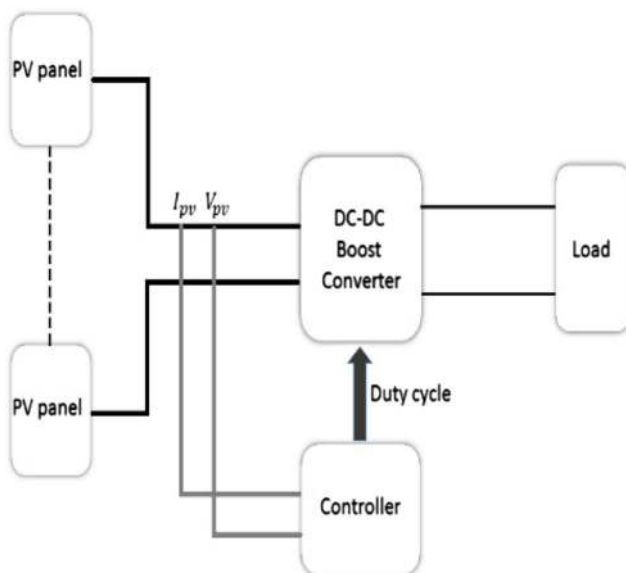 PV panel
I_pv V_pv
DC-DC
Boost
Converter
Load
PV panel
Duty cycle
Controller